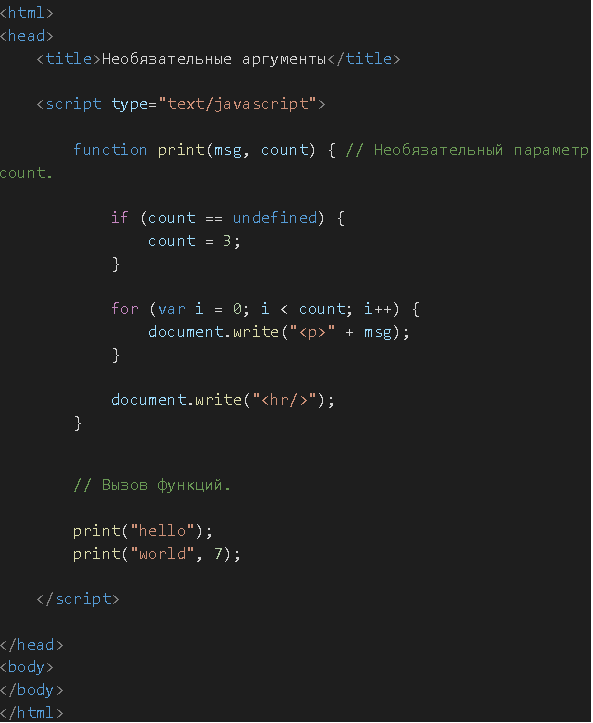 <html>
<head>
    <title>Необязательные аргументы</title>

    <script type="text/javascript">

        function print(msg, count) { // Необязательный параметр
count.

            if (count == undefined) {
                count = 3;
            }

            for (var i = 0; i < count; i++) {
                document.write("<p>" + msg);
            }

            document.write("<hr/>");
        }


        // Вызов функций.

        print("hello");
        print("world", 7);

    </script>

</head>
<body>
</body>
</html>